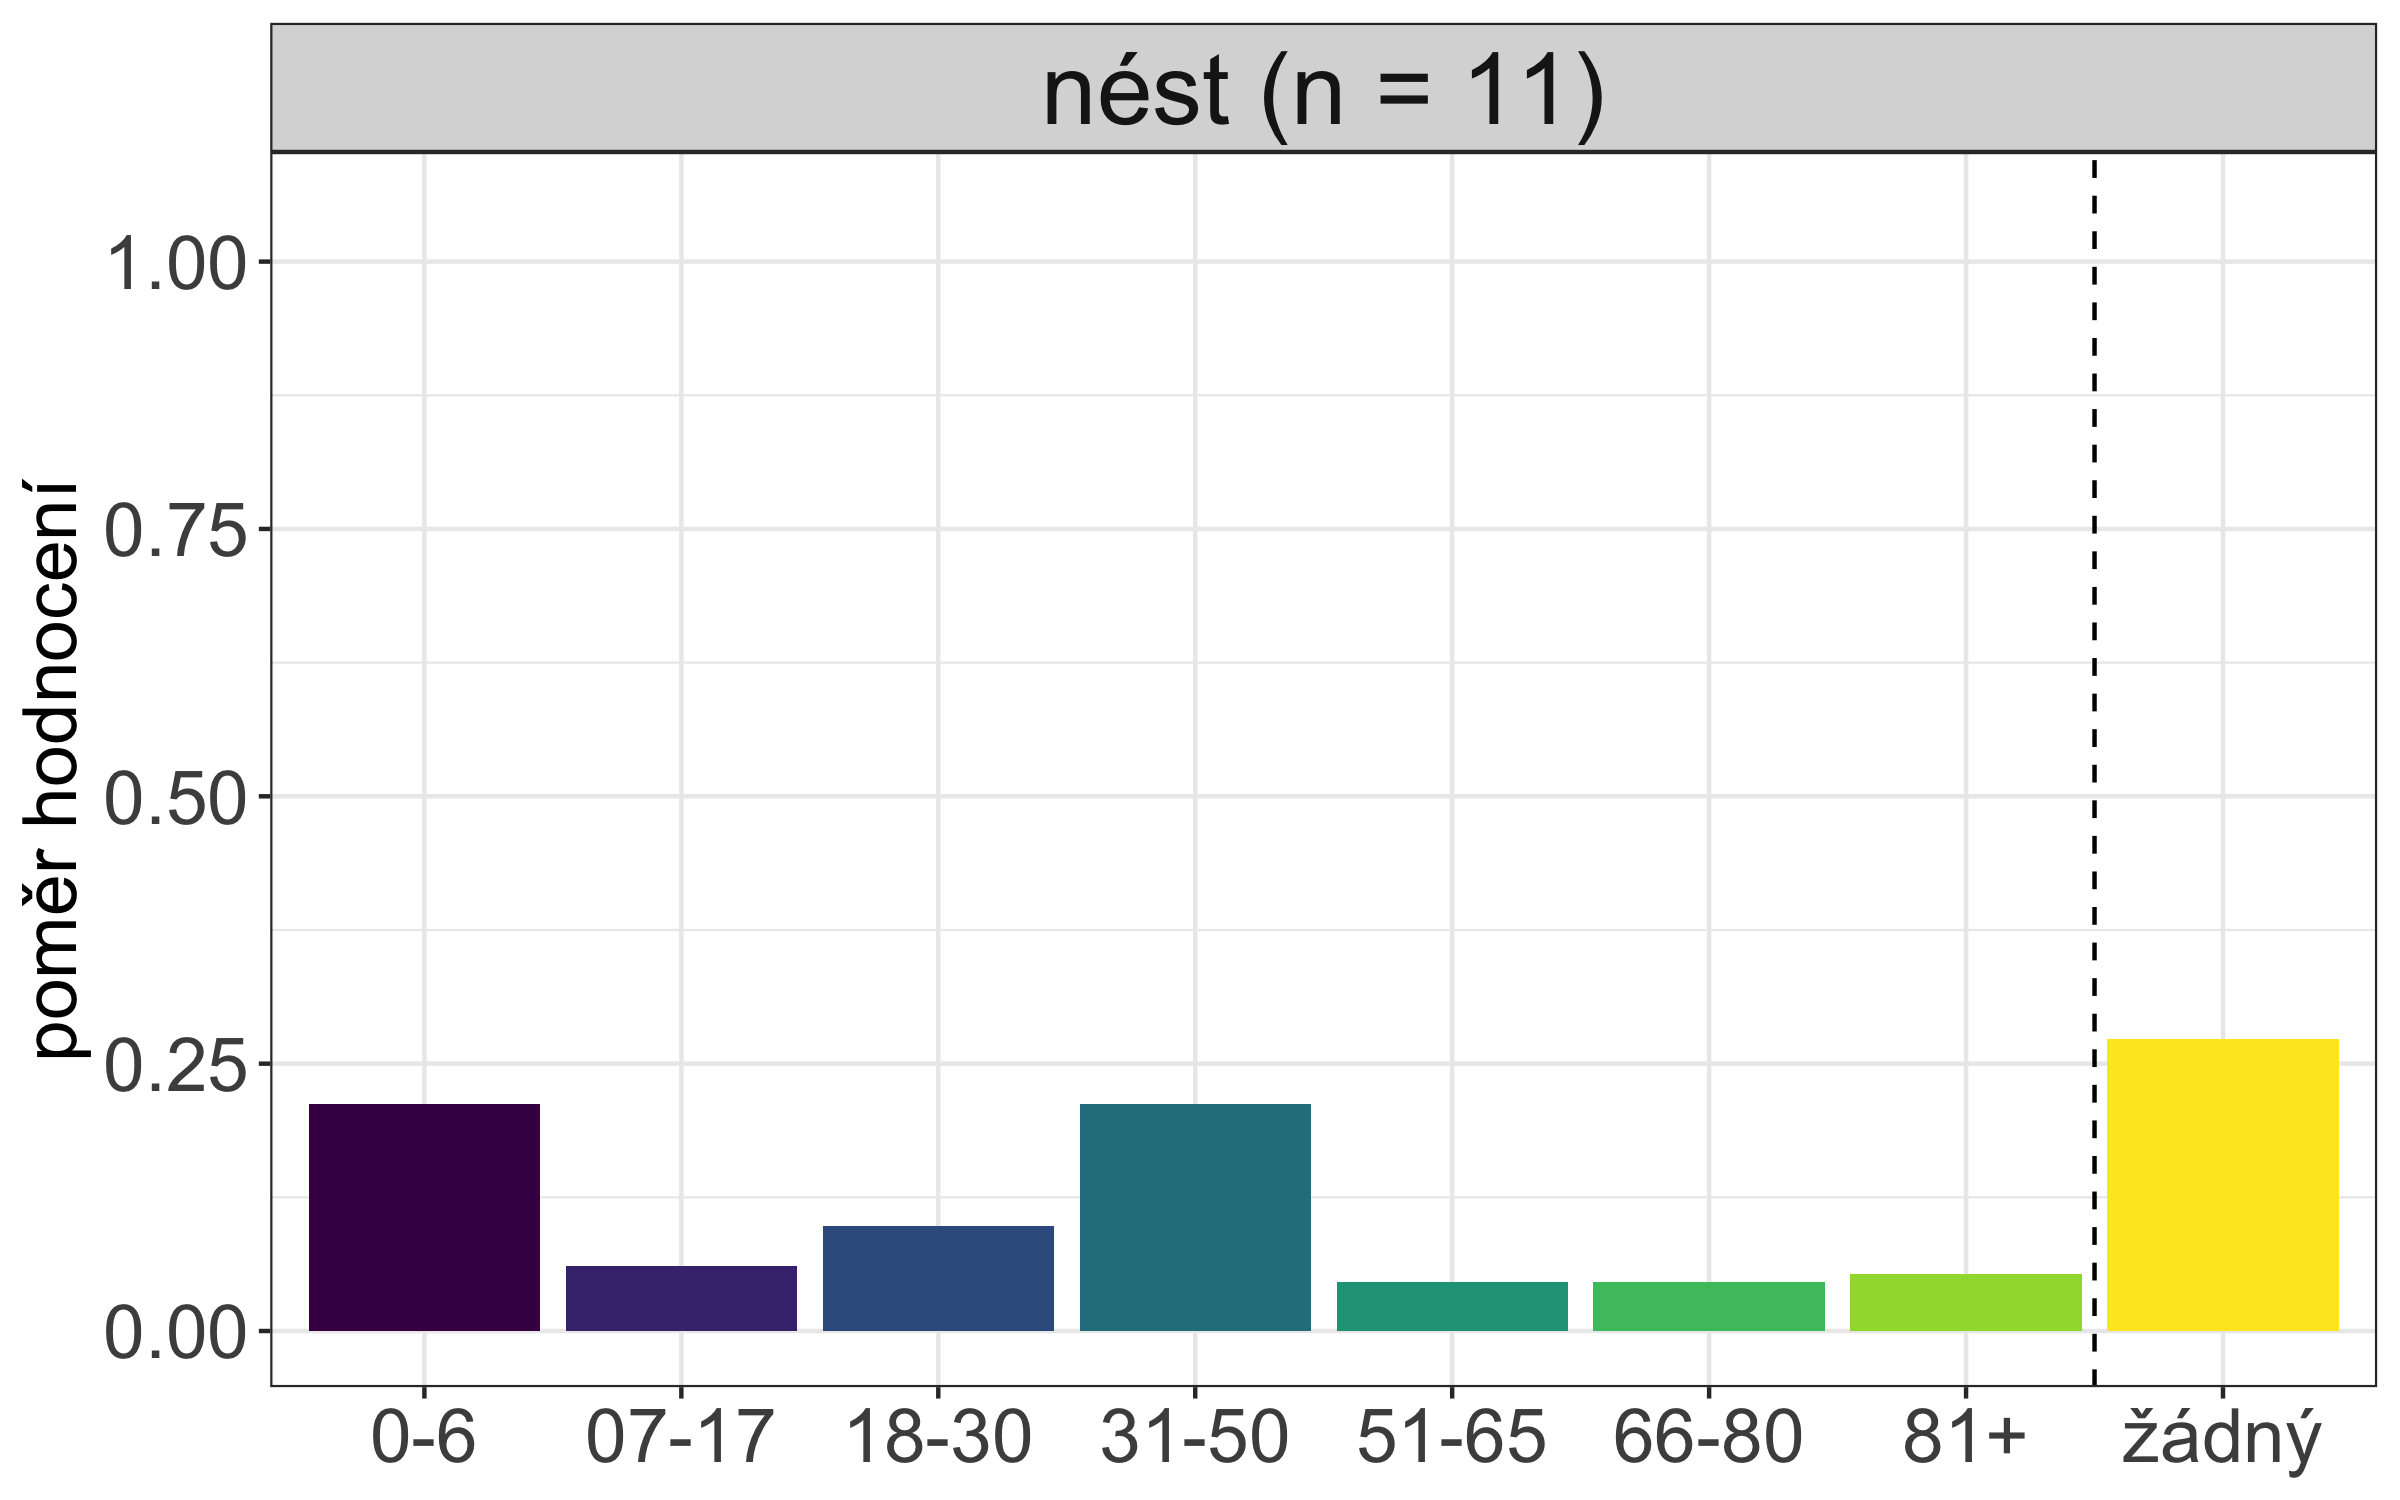 nést (n = 11)
poměr hodnocení
1.00
0.75
0.50
0.25
0.00
0-6 07-17 18-30 31-50 51-65 66-80 81+ žádný